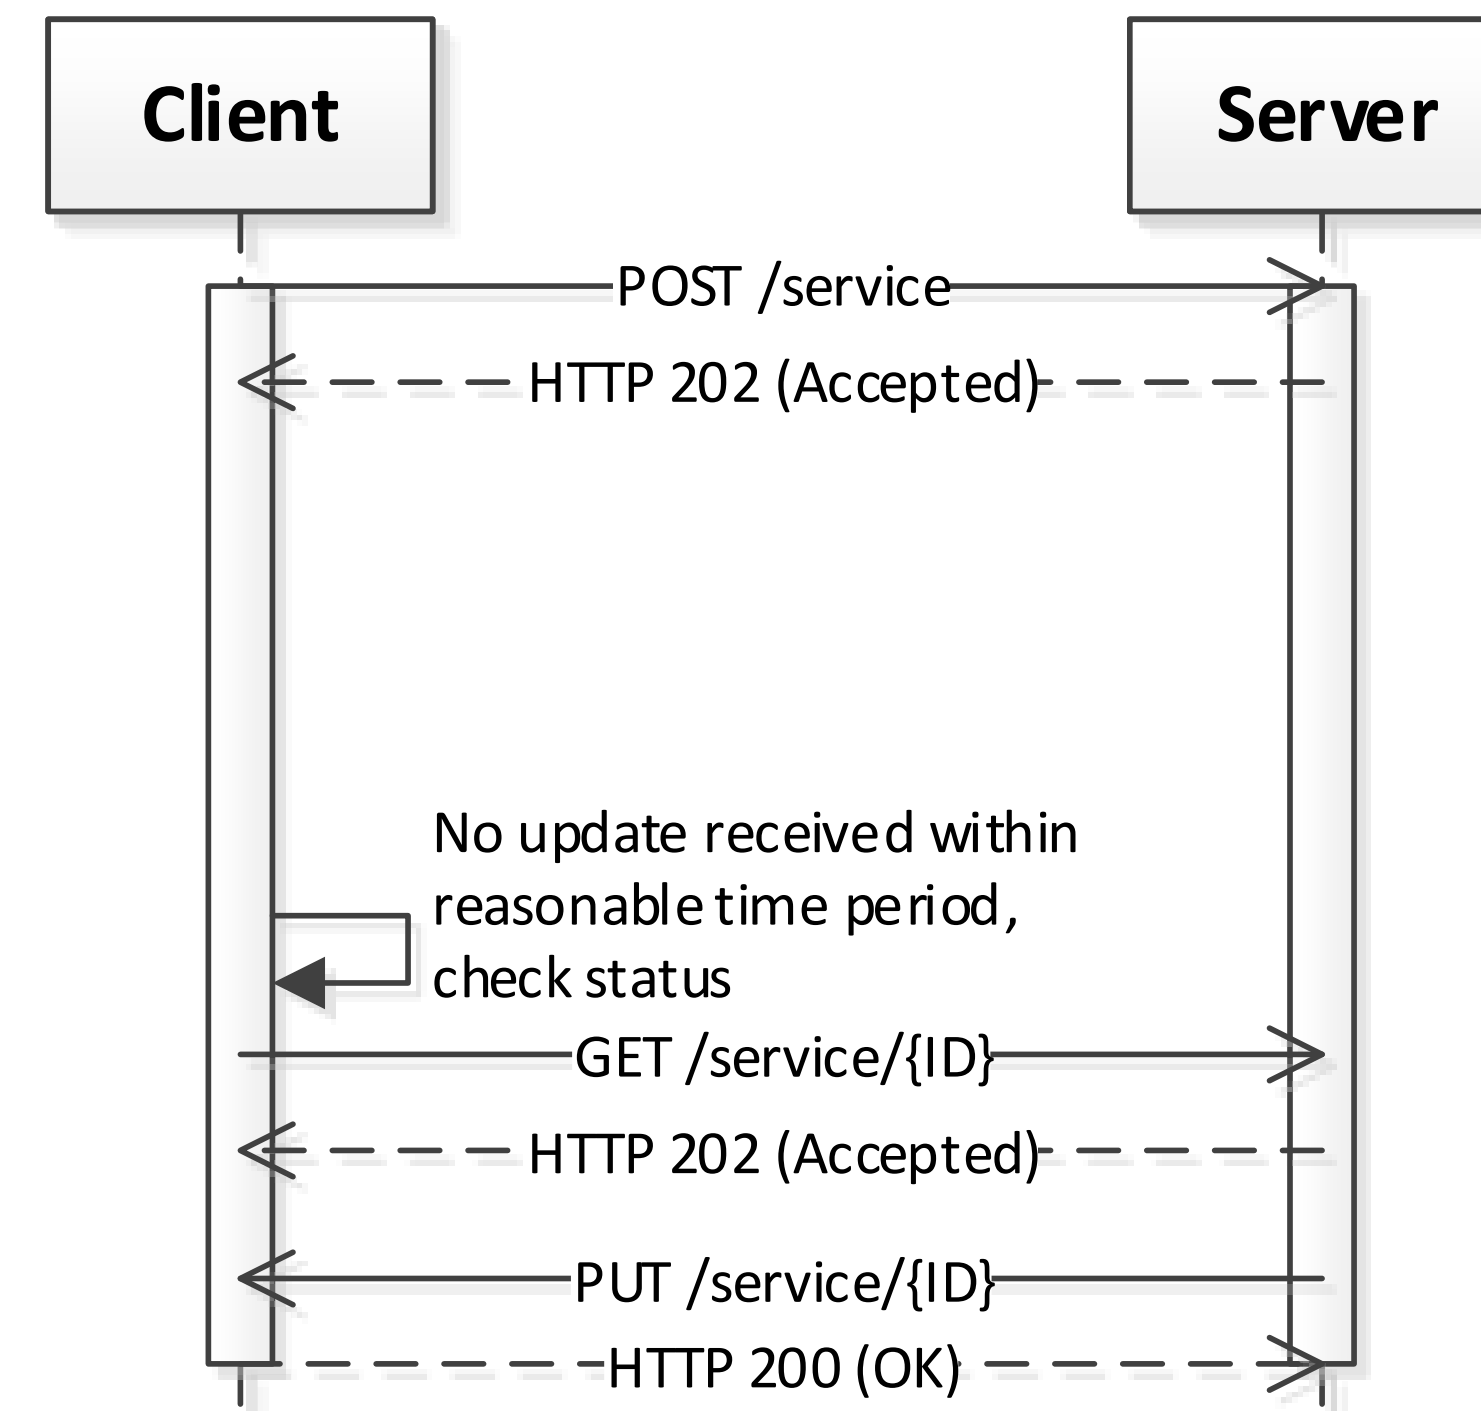 Client
Server
POST /service
HTTP 202 (Accepted)
No update received within
reasonable time period,
check status
GET /service/{ID}
HTTP 202 (Accepted)
PUT /service/{ID}
HTTP 200 (OK)